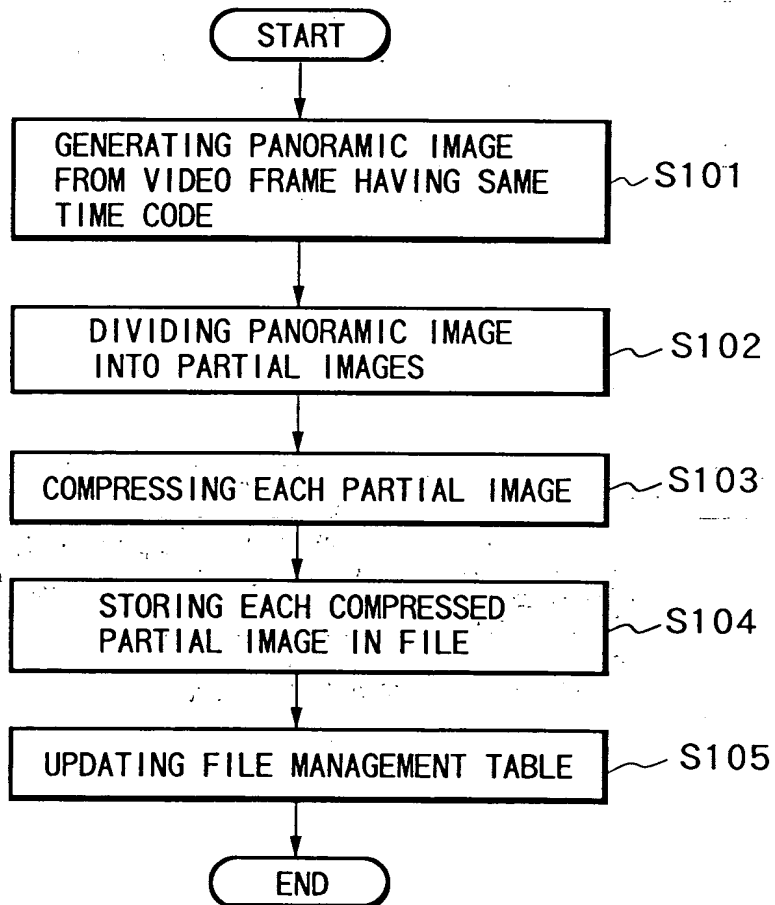 START
GENERATING PANORAMIC IMAGE
FROM VIDEO FRAME HAVING SAME
TIME CODE
S101
DIVIDING PANORAMIC IMAGE
INTO PARTIAL IMAGES
S102
COMPRESSING EACH PARTIAL IMAGE
S103
STORING EACH COMPRESSED
PARTIAL IMAGE IN FILE
S104
UPDATING FILE MANAGEMENT TABLE
S105
END